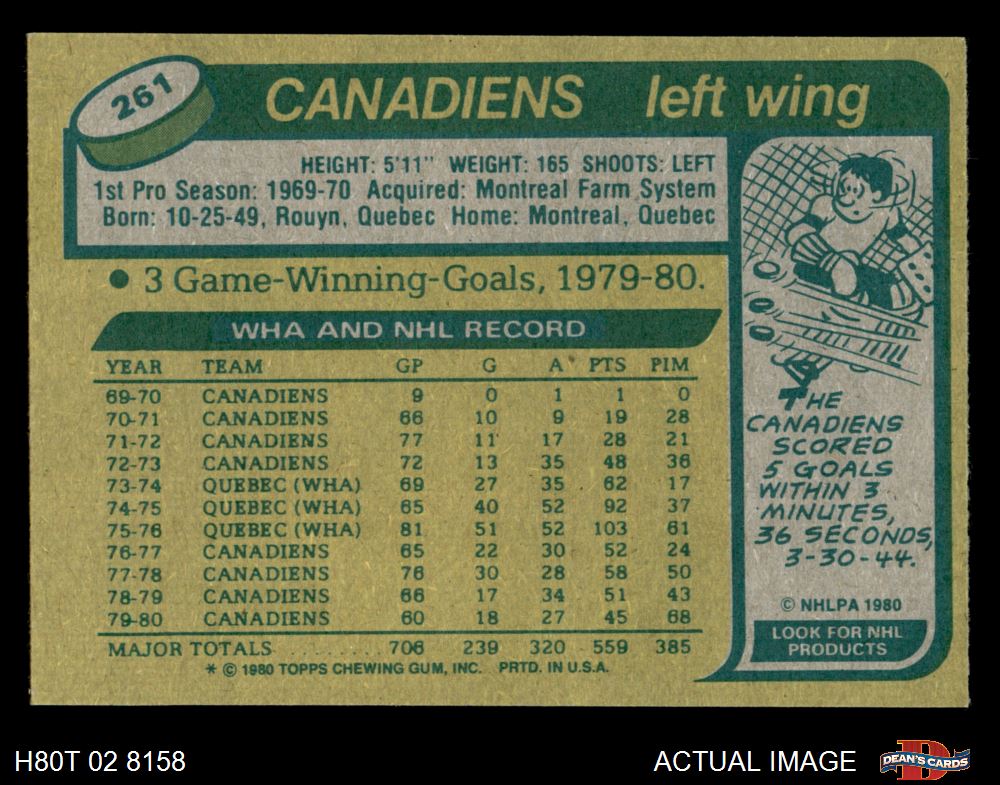 261
CANADIENS left wing
HEIGHT: 5'11" WEIGHT: 165 SHOOTS: LEFT
1st Pro Season: 1969-70 Acquired: Montreal Farm System
Born: 10-25-49, Rouyn, Quebec Home: Montreal, Quebec
• 3 Game-Winning-Goals, 1979-80.
WHA AND NHL RECORD
YEAR TEAM GP G A PTS PIM
69-70 CANADIENS 9 0 1 1 0
70-71 CANADIENS 66 10 9 19 28
71-72 CANADIENS 77 11 17 28 21
72-73 CANADIENS 72 13 35 48 36
73-74 QUEBEC (WHA) 69 27 35 62 17
74-75 QUEBEC (WHA) 65 40 52 92 37
75-76 QUEBEC (WHA) 81 51 52 103 61
76-77 CANADIENS 65 22 30 52 24
77-78 CANADIENS 76 30 28 58 50
78-79 CANADIENS 66 17 34 51 43
79-80 CANADIENS 60 18 27 45 68
MAJOR TOTALS ......... 706 239 320 559 385
* © 1980 TOPPS CHEWING GUM, INC. PRTD. IN U.S.A.
THE
CANADIENS
SCORED
5 GOALS
WITHIN 3
MINUTES,
36 SECONDS,
3-30-44.
© NHLPA 1980
LOOK FOR NHL
PRODUCTS
H80T 02 8158 ACTUAL IMAGE
D
DEAN'S CARDS